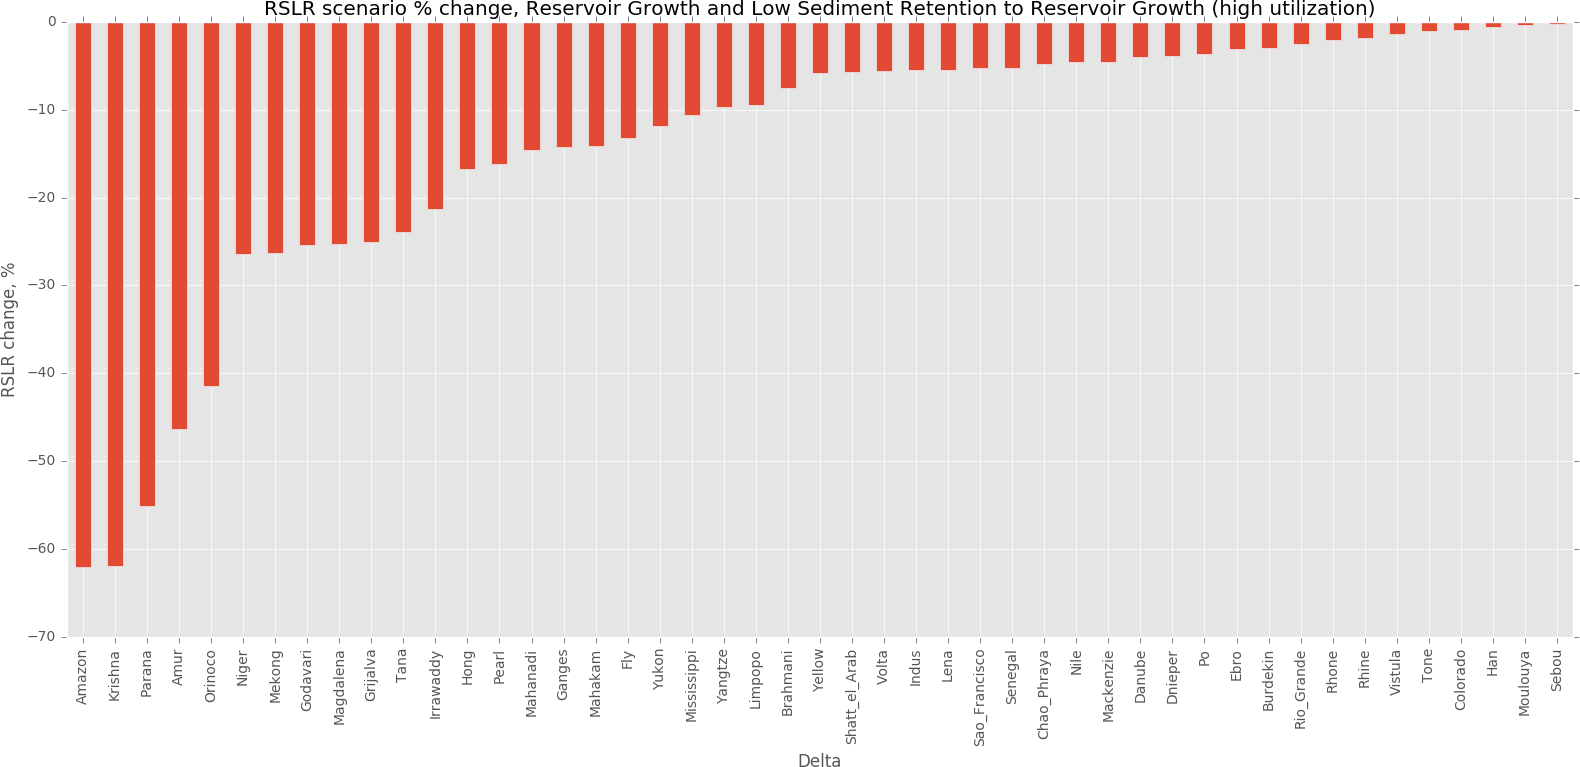 RSLR scenario % change, Reservoir Growth and Low Sediment Retention to Reservoir Growth (high utilization)
0
−10
−20
−30
−40
−50
−60
−70
RSLR change, %
Amazon
Krishna
Parana
Amur
Orinoco
Niger
Mekong
Godavari
Magdalena
Grijalva
Tana
Irrawaddy
Hong
Pearl
Mahanadi
Ganges
Mahakam
Fly
Yukon
Mississippi
Yangtze
Limpopo
Brahmani
Yellow
Shatt_el_Arab
Volta
Indus
Lena
Sao_Francisco
Senegal
Chao_Phraya
Nile
Mackenzie
Danube
Dnieper
Po
Ebro
Burdekin
Rio_Grande
Rhone
Rhine
Vistula
Tone
Colorado
Han
Moulouya
Sebou
Delta